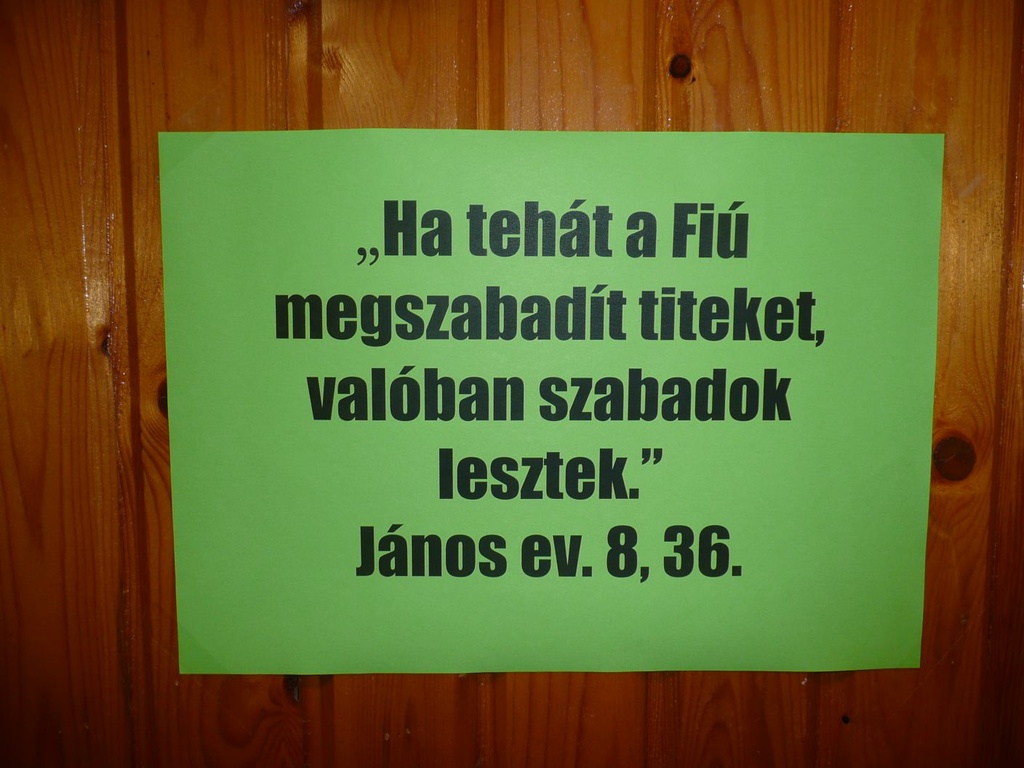 „Ha tehát a Fiú
megszabadít titeket,
valóban szabadok
lesztek.”
János ev. 8, 36.